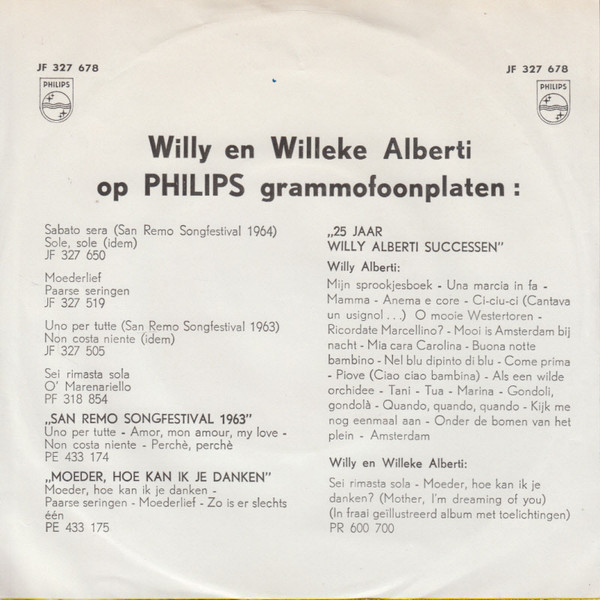 JF 327 678
JF 327 678
PHILIPS
PHILIPS
Willy en Willeke Alberti
op PHILIPS grammofoonplaten :
Sabato sera (San Remo Songfestival 1964)
Sole, sole (idem)
JF 327 650
Moederlief
Paarse seringen
JF 327 519
Uno per tutte (San Remo Songfestival 1963)
Non costa niente (idem)
JF 327 505
Sei rimasta sola
O' Marenariello
PF 318 854
„SAN REMO SONGFESTIVAL 1963"
Uno per tutte - Amor, mon amour, my love -
Non costa niente - Perchè, perchè
PE 433 174
„MOEDER, HOE KAN IK JE DANKEN"
Moeder, hoe kan ik je danken -
Paarse seringen - Moederlief - Zo is er slechts
één
PE 433 175
„25 JAAR
WILLY ALBERTI SUCCESSEN"
Willy Alberti:
Mijn sprookjesboek - Una marcia in fa -
Mamma - Anema e core - Ci-ciu-ci (Cantava
un usignol . . .) O mooie Westertoren -
Ricordate Marcellino? - Mooi is Amsterdam bij
nacht - Mia cara Carolina - Buona notte
bambino - Nel blu dipinto di blu - Come prima
- Piove (Ciao ciao bambina) - Als een wilde
orchidee - Tani - Tua - Marina - Gondolì,
gondolà - Quando, quando, quando - Kijk me
nog eenmaal aan - Onder de bomen van het
plein - Amsterdam
Willy en Willeke Alberti:
Sei rimasta sola - Moeder, hoe kan ik je
danken? (Mother, I'm dreaming of you)
(In fraai geïllustreerd album met toelichtingen)
PR 600 700